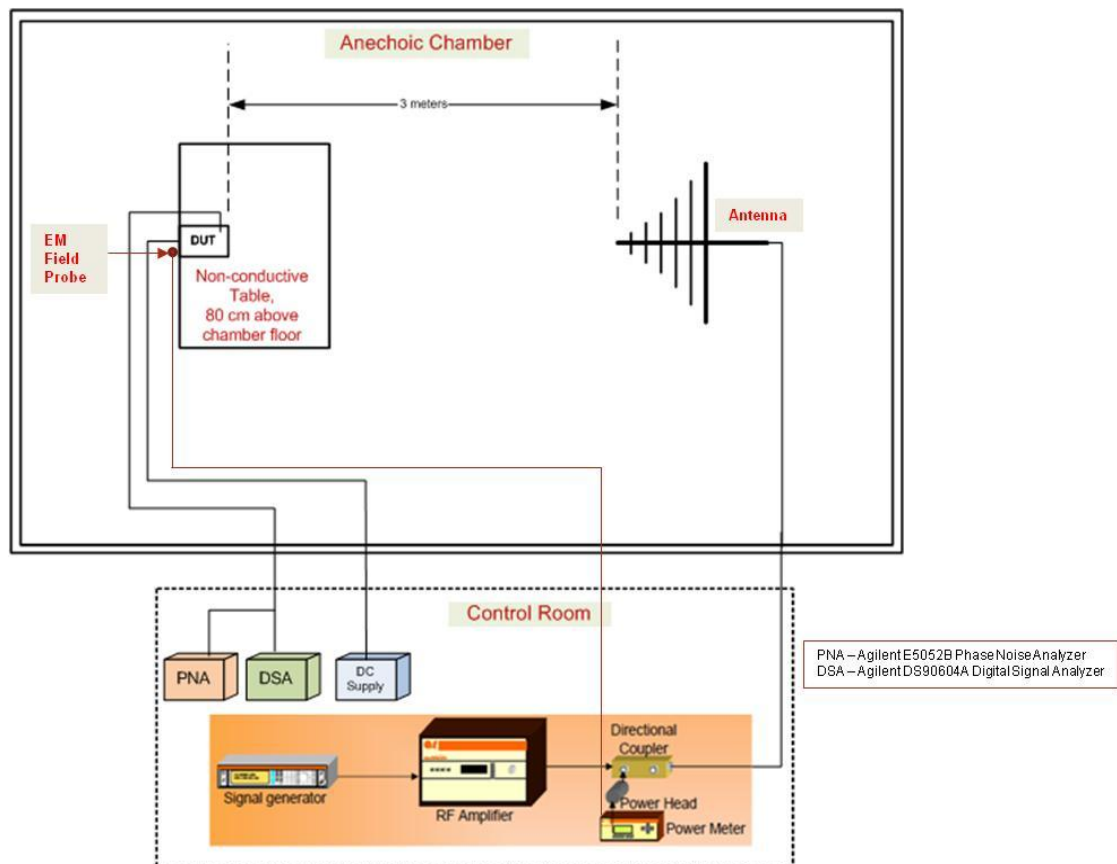 Anechoic Chamber
3 meters
Antenna
EM
Field
Probe
DUT
Non-conductive
Table,
80 cm above
chamber floor
Control Room
PNA
DSA
DC
Supply
PNA – Agilent E5052B Phase Noise Analyzer
DSA – Agilent DS90604A Digital Signal Analyzer
Signal generator
RF Amplifier
Directional
Coupler
Power Head
Power Meter